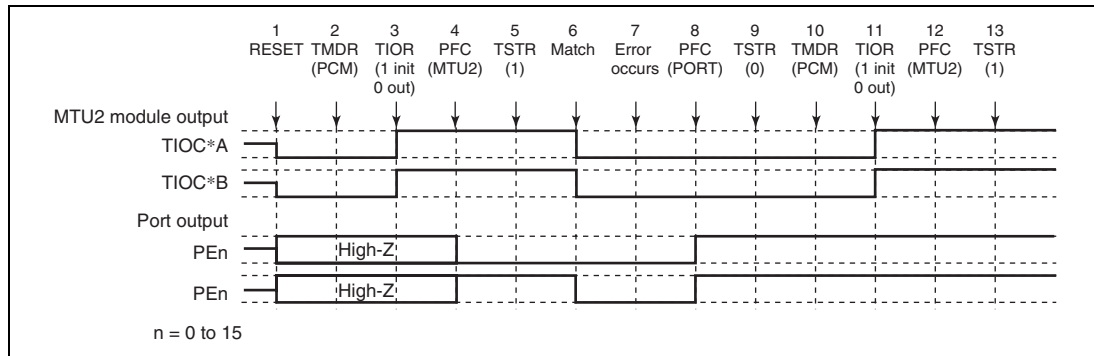 1 2 3 4 5 6 7 8 9 10 11 12 13
RESET TMDR TIOR PFC TSTR Match Error PFC TSTR TMDR TIOR PFC TSTR
(PCM) (1 init (MTU2) (1) occurs (PORT) (0) (PCM) (1 init (MTU2) (1)
0 out) 0 out)
MTU2 module output
TIOC*A
TIOC*B
Port output
PEn High-Z
PEn High-Z
n = 0 to 15